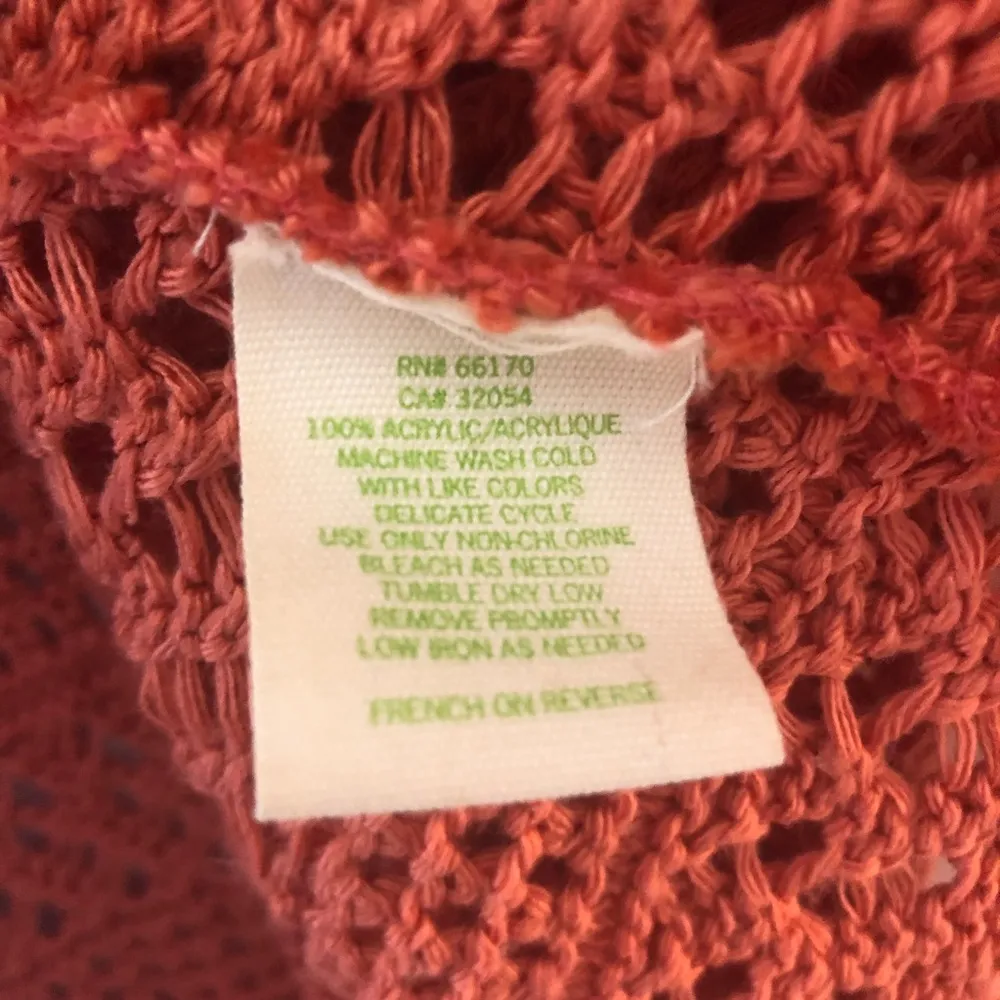 RN# 66170
CA# 32054
100% ACRYLIC/ACRYLIQUE
MACHINE WASH COLD
WITH LIKE COLORS
DELICATE CYCLE
USE ONLY NON-CHLORINE
BLEACH AS NEEDED
TUMBLE DRY LOW
REMOVE PROMPTLY
LOW IRON AS NEEDED
FRENCH ON REVERSE